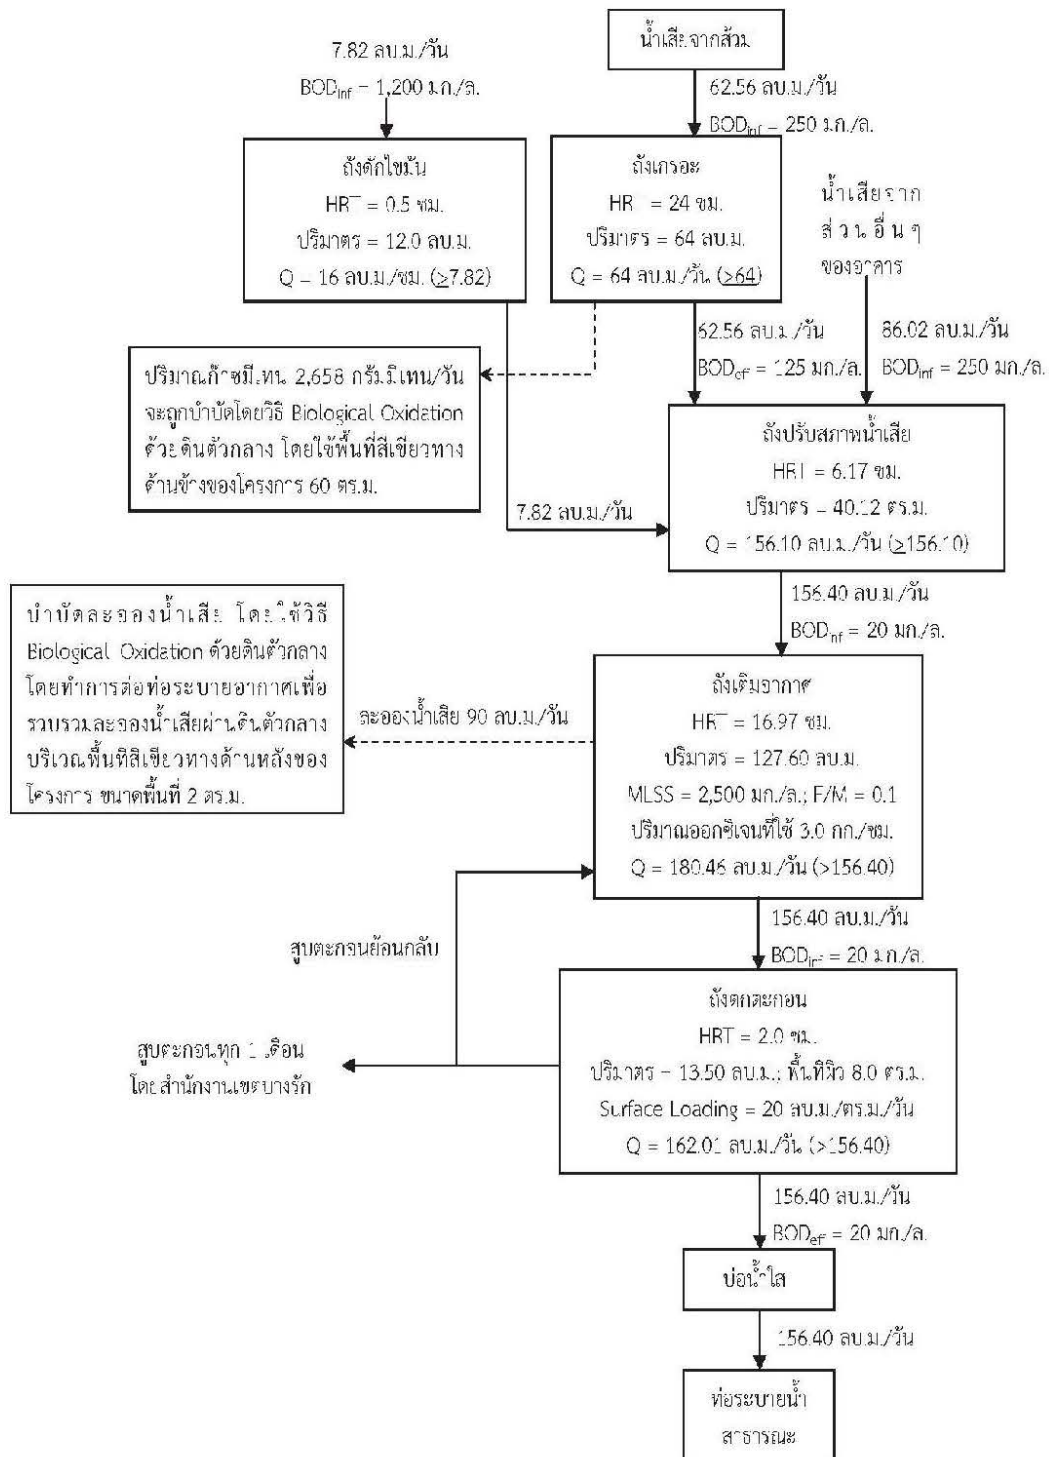 น้ำเสียจากส้วม
7.82 ลบ.ม./วัน
BODinf = 1,200 มก./ล.
62.56 ลบ.ม./วัน
BODinf = 250 มก./ล.
ถังดักไขมัน
HRT = 0.5 ชม.
ปริมาตร = 12.0 ลบ.ม.
Q = 16 ลบ.ม./ชม. (≥7.82)
ถังเกรอะ
HRT = 24 ชม.
ปริมาตร = 64 ลบ.ม.
Q = 64 ลบ.ม./วัน (≥64)
น้ำเสียจาก
ส่วนอื่นๆ
ของอาคาร
62.56 ลบ.ม./วัน
BODeff = 125 มก./ล.
86.02 ลบ.ม./วัน
BODinf = 250 มก./ล.
ปริมาณก๊าซมีเทน 2,658 กรัมมีเทน/วัน
จะถูกบำบัดโดยวิธี Biological Oxidation
ด้วยดินตัวกลาง โดยใช้พื้นที่สีเขียวทาง
ด้านข้างของโครงการ 60 ตร.ม.
7.82 ลบ.ม./วัน
ถังปรับสภาพน้ำเสีย
HRT = 6.17 ชม.
ปริมาตร = 40.12 ตร.ม.
Q = 156.10 ลบ.ม./วัน (≥156.10)
156.40 ลบ.ม./วัน
BODinf = 20 มก./ล.
บำบัดละอองน้ำเสีย โดยใช้วิธี
Biological Oxidation ด้วยดินตัวกลาง
โดยทำการต่อท่อระบายอากาศเพื่อ
รวบรวมละอองน้ำเสียผ่านดินตัวกลาง
บริเวณพื้นที่สีเขียวทางด้านหลังของ
โครงการ ขนาดพื้นที่ 2 ตร.ม.
ละอองน้ำเสีย 90 ลบ.ม./วัน
ถังเติมอากาศ
HRT = 16.97 ชม.
ปริมาตร = 127.60 ลบ.ม.
MLSS = 2,500 มก./ล.; F/M = 0.1
ปริมาณออกซิเจนที่ใช้ 3.0 กก./ชม.
Q = 180.46 ลบ.ม./วัน (>156.40)
156.40 ลบ.ม./วัน
BODinf = 20 มก./ล.
สูบตะกอนย้อนกลับ
ถังตกตะกอน
HRT = 2.0 ชม.
ปริมาตร = 13.50 ลบ.ม.; พื้นที่ผิว 8.0 ตร.ม.
Surface Loading = 20 ลบ.ม./ตร.ม./วัน
Q = 162.01 ลบ.ม./วัน (>156.40)
สูบตะกอนทุก 1 เดือน
โดยสำนักงานเขตบางรัก
156.40 ลบ.ม./วัน
BODeff = 20 มก./ล.
บ่อน้ำใส
156.40 ลบ.ม./วัน
ท่อระบายน้ำ
สาธารณะ